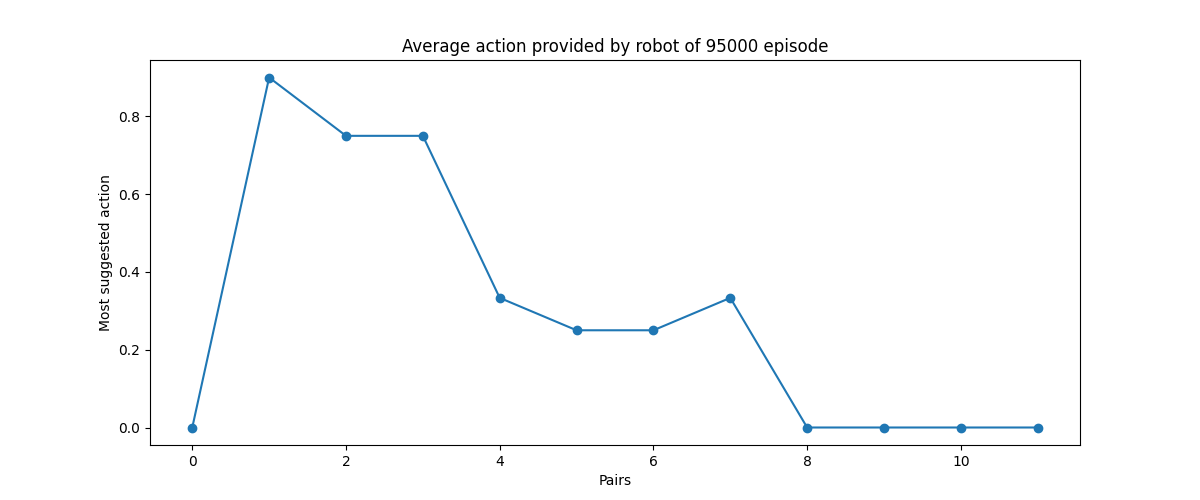 Average action provided by robot of 95000 episode
Most suggested action
0.8
0.6
0.4
0.2
0.0
0 2 4 6 8 10
Pairs